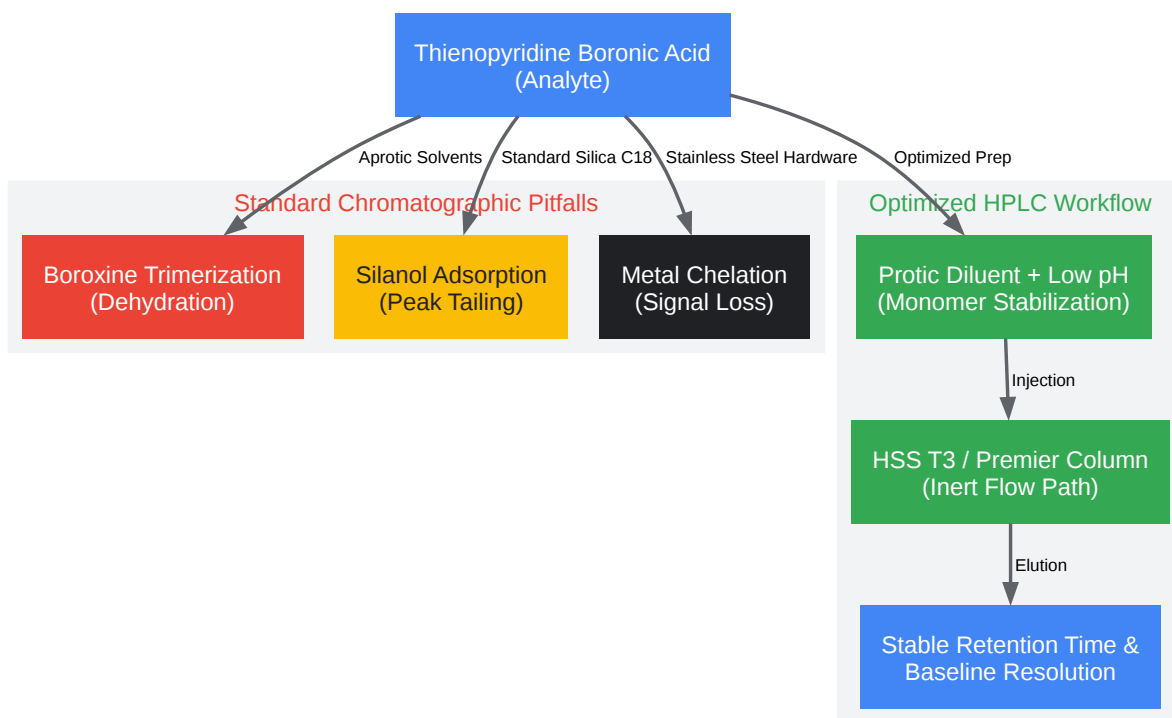 Thienopyridine Boronic Acid
(Analyte)
Aprotic Solvents
Standard Silica C18
Stainless Steel Hardware
Optimized Prep
Standard Chromatographic Pitfalls
Optimized HPLC Workflow
Boroxine Trimerization
(Dehydration)
Silanol Adsorption
(Peak Tailing)
Metal Chelation
(Signal Loss)
Protic Diluent + Low pH
(Monomer Stabilization)
Injection
HSS T3 / Premier Column
(Inert Flow Path)
Elution
Stable Retention Time &
Baseline Resolution